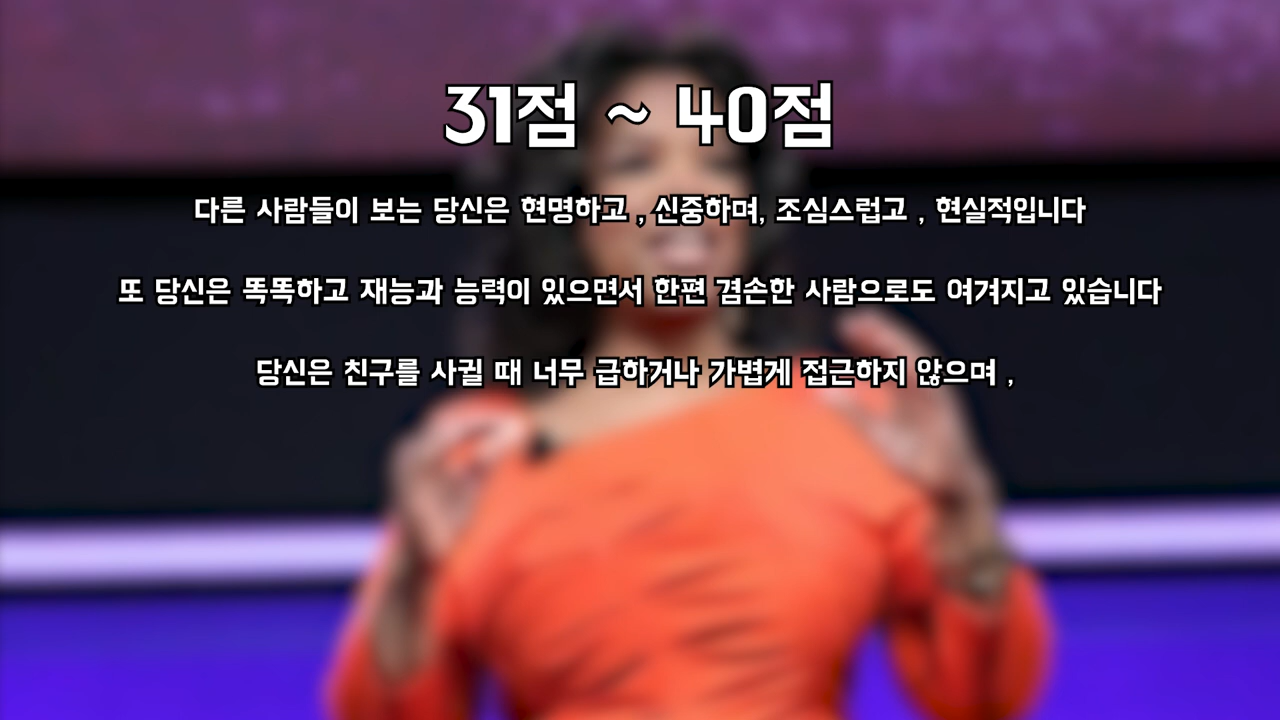 31점 ~ 40점
다른 사람들이 보는 당신은 현명하고 , 신중하며, 조심스럽고 , 현실적입니다
또 당신은 똑똑하고 재능과 능력이 있으면서 한편 겸손한 사람으로도 여겨지고 있습니다
당신은 친구를 사귈 때 너무 급하거나 가볍게 접근하지 않으며 ,